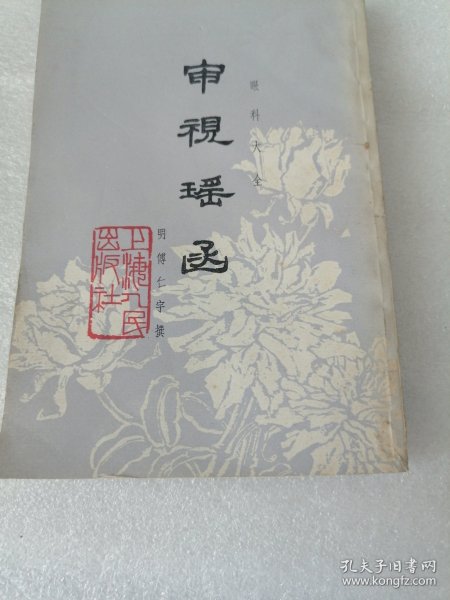 眼科大全
审视瑶函
明傅仁宇撰
上海人民
出版社
孔夫子旧书网
www.kongfz.com